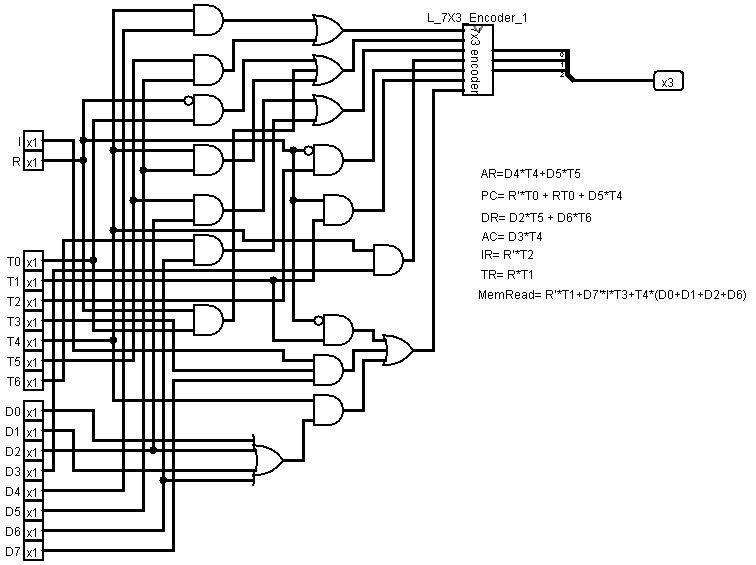 L_7X3_Encoder_1
7x3 encoder
0
1
2
x3
I x1
R x1
T0 x1
T1 x1
T2 x1
T3 x1
T4 x1
T5 x1
T6 x1
D0 x1
D1 x1
D2 x1
D3 x1
D4 x1
D5 x1
D6 x1
D7 x1
AR=D4*T4+D5*T5
PC= R'*T0 + RT0 + D5*T4
DR= D2*T5 + D6*T6
AC= D3*T4
IR= R'*T2
TR= R*T1
MemRead= R'*T1+D7*I*T3+T4*(D0+D1+D2+D6)